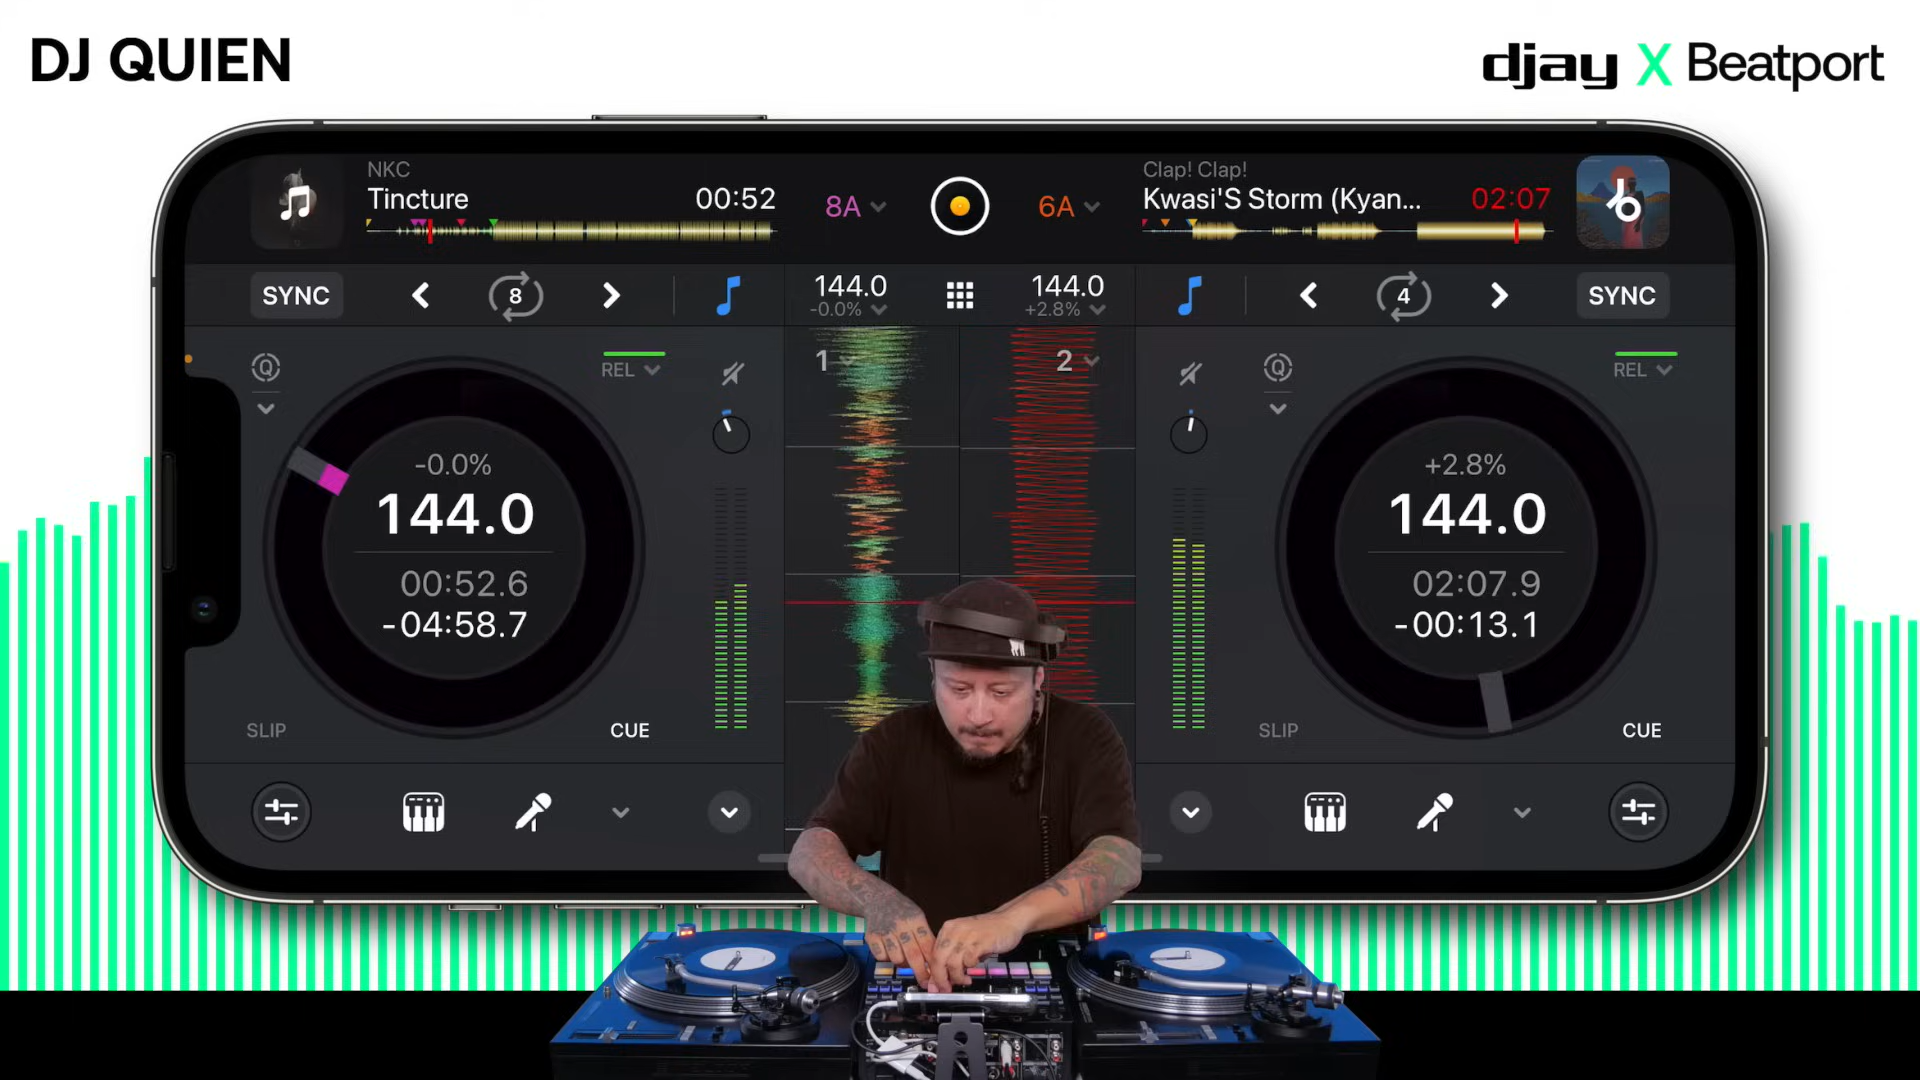 DJ QUIEN
djay X Beatport
NKC
Tincture
00:52
8A
6A
Clap! Clap!
Kwasi'S Storm (Kyan...
02:07
SYNC
8
144.0
-0.0%
144.0
+2.8%
4
SYNC
Q
REL
1
2
Q
REL
-0.0%
144.0
00:52.6
-04:58.7
+2.8%
144.0
02:07.9
-00:13.1
SLIP
CUE
SLIP
CUE